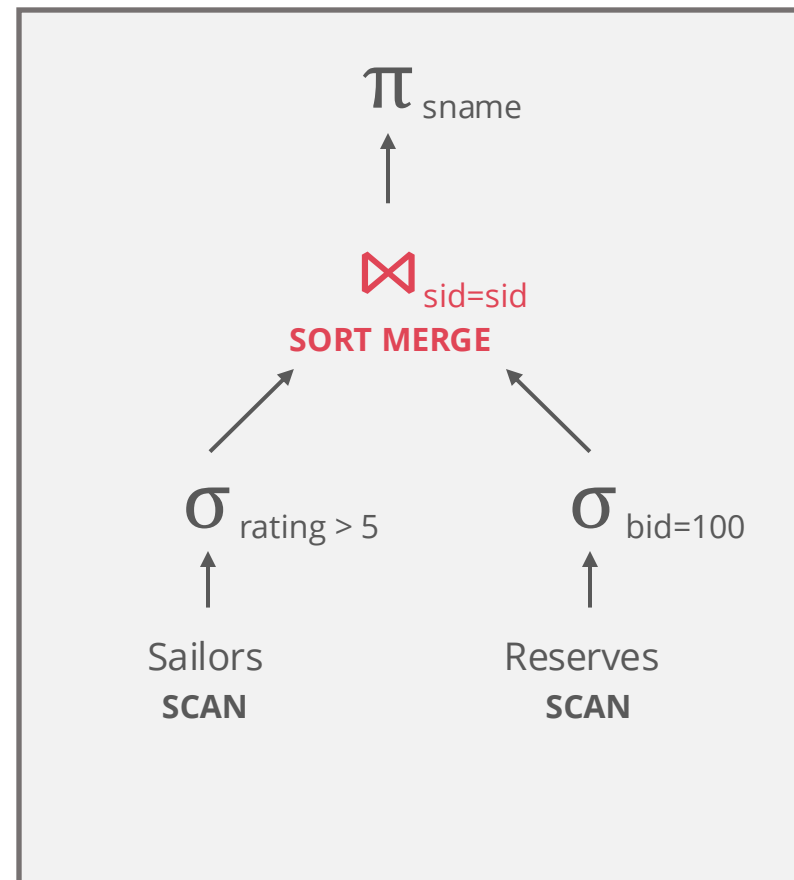 π sname
⋈ sid=sid
SORT MERGE
σ rating > 5
σ bid=100
Sailors
SCAN
Reserves
SCAN